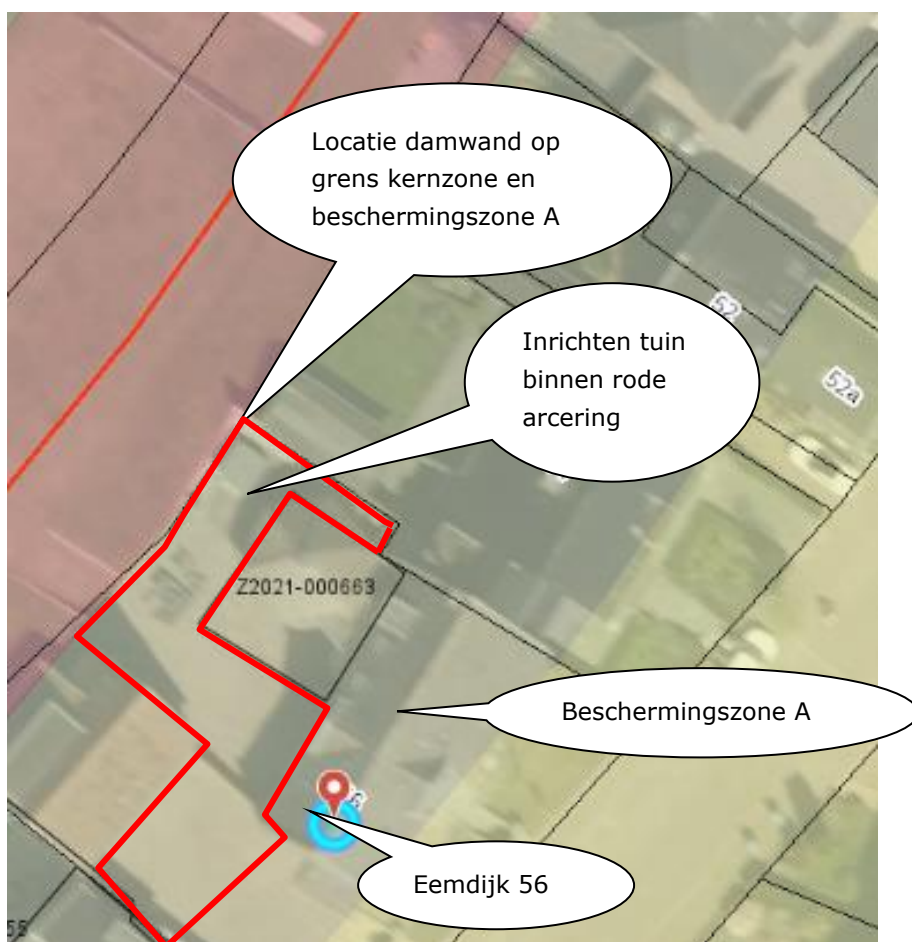 Locatie damwand op
grens kernzone en
beschermingszone A
52
Inrichten tuin
binnen rode
arcering
52a
Z2021-000663
Beschermingszone A
Eemdijk 56
55